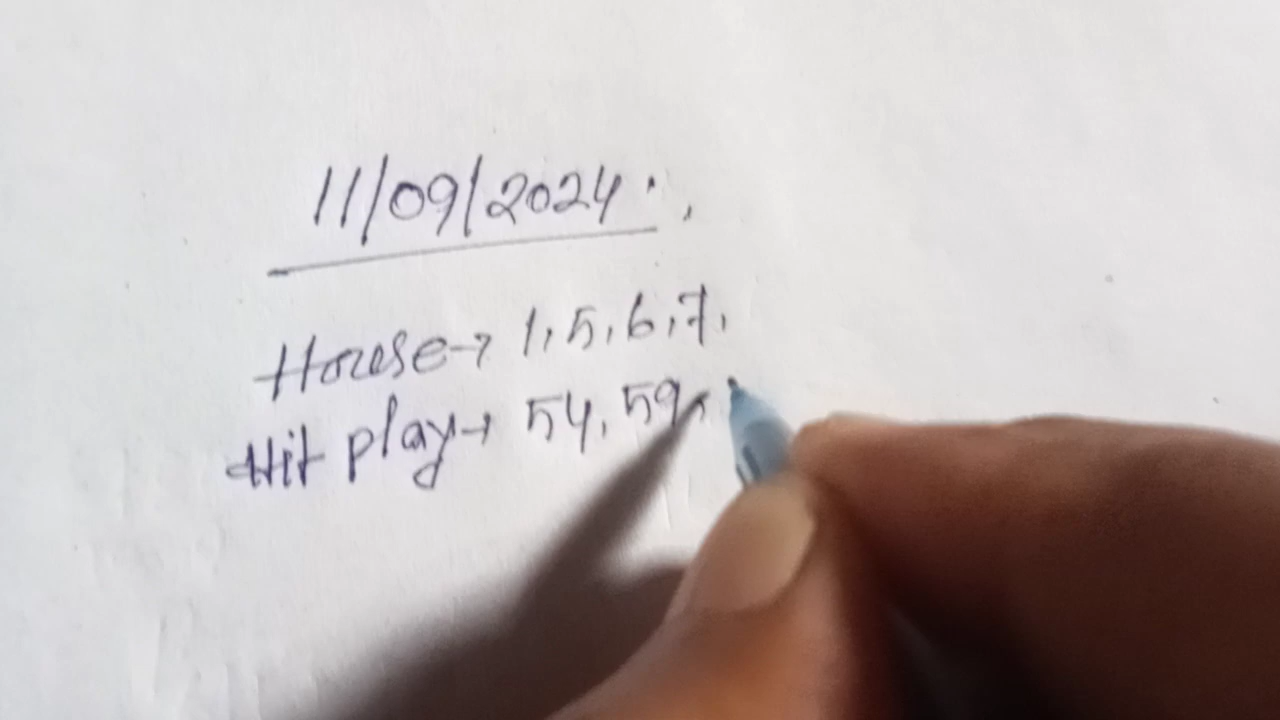 11/09/2024.,
House→ 1,5,6,7,
Hit play→ 54,59,